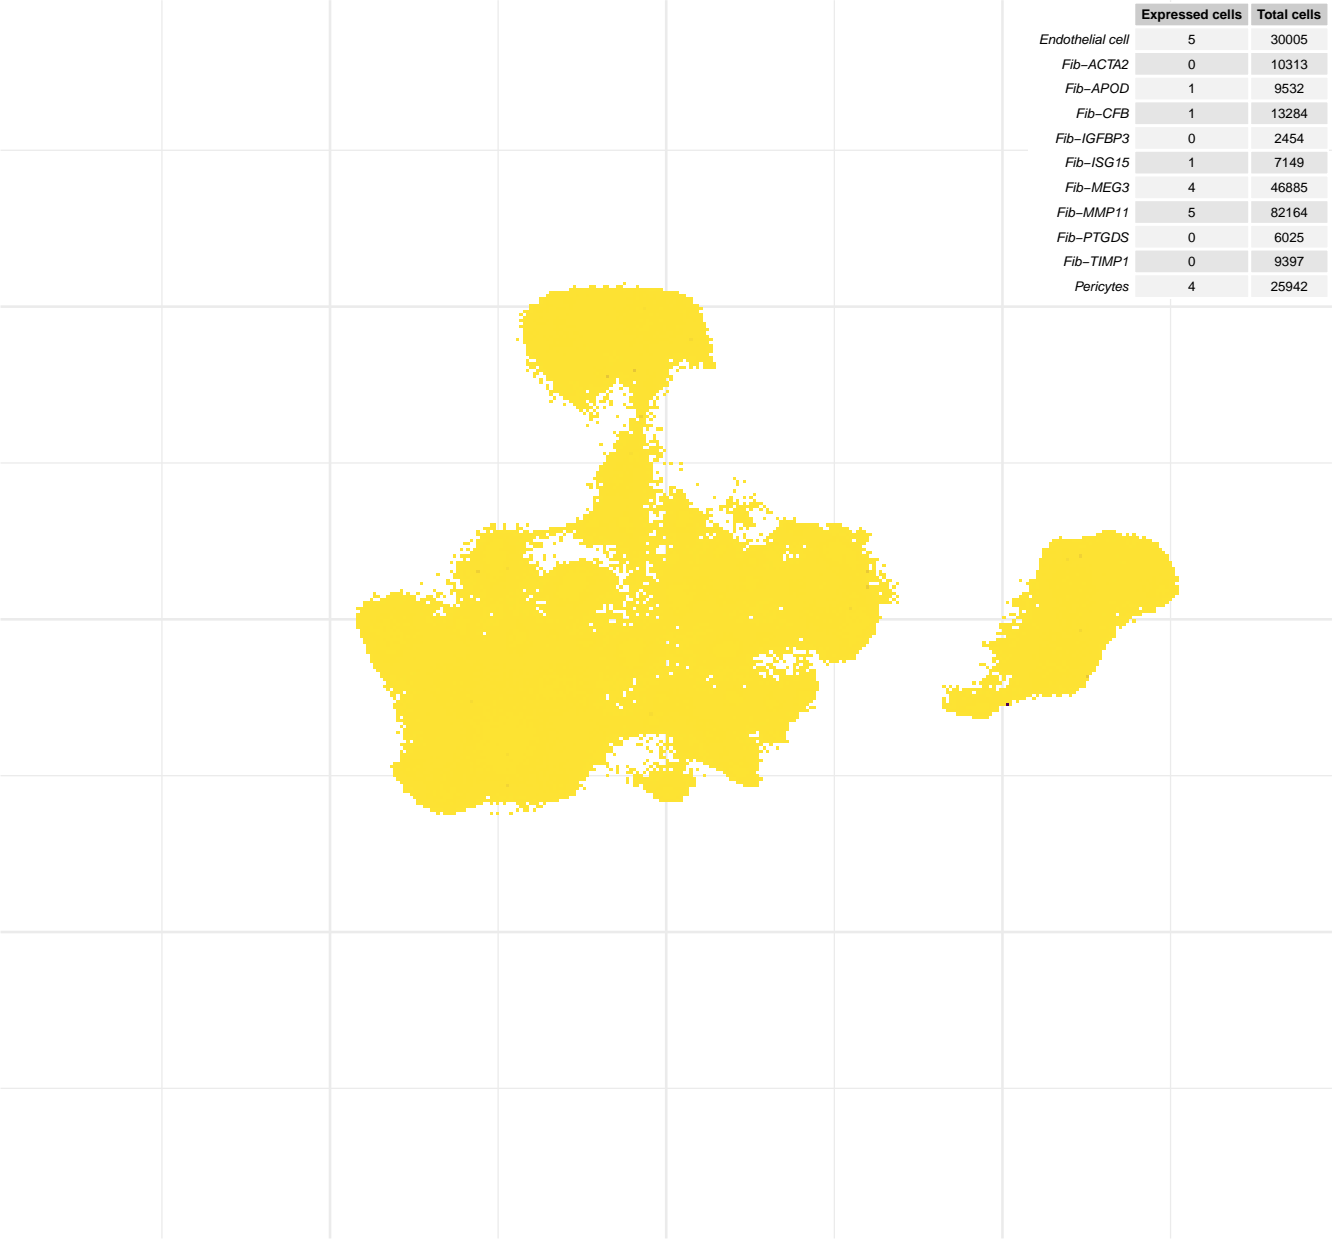 Expressed cells Total cells
Endothelial cell 5 30005
Fib−ACTA2 0 10313
Fib−APOD 1 9532
Fib−CFB 1 13284
Fib−IGFBP3 0 2454
Fib−ISG15 1 7149
Fib−MEG3 4 46885
Fib−MMP11 5 82164
Fib−PTGDS 0 6025
Fib−TIMP1 0 9397
Pericytes 4 25942